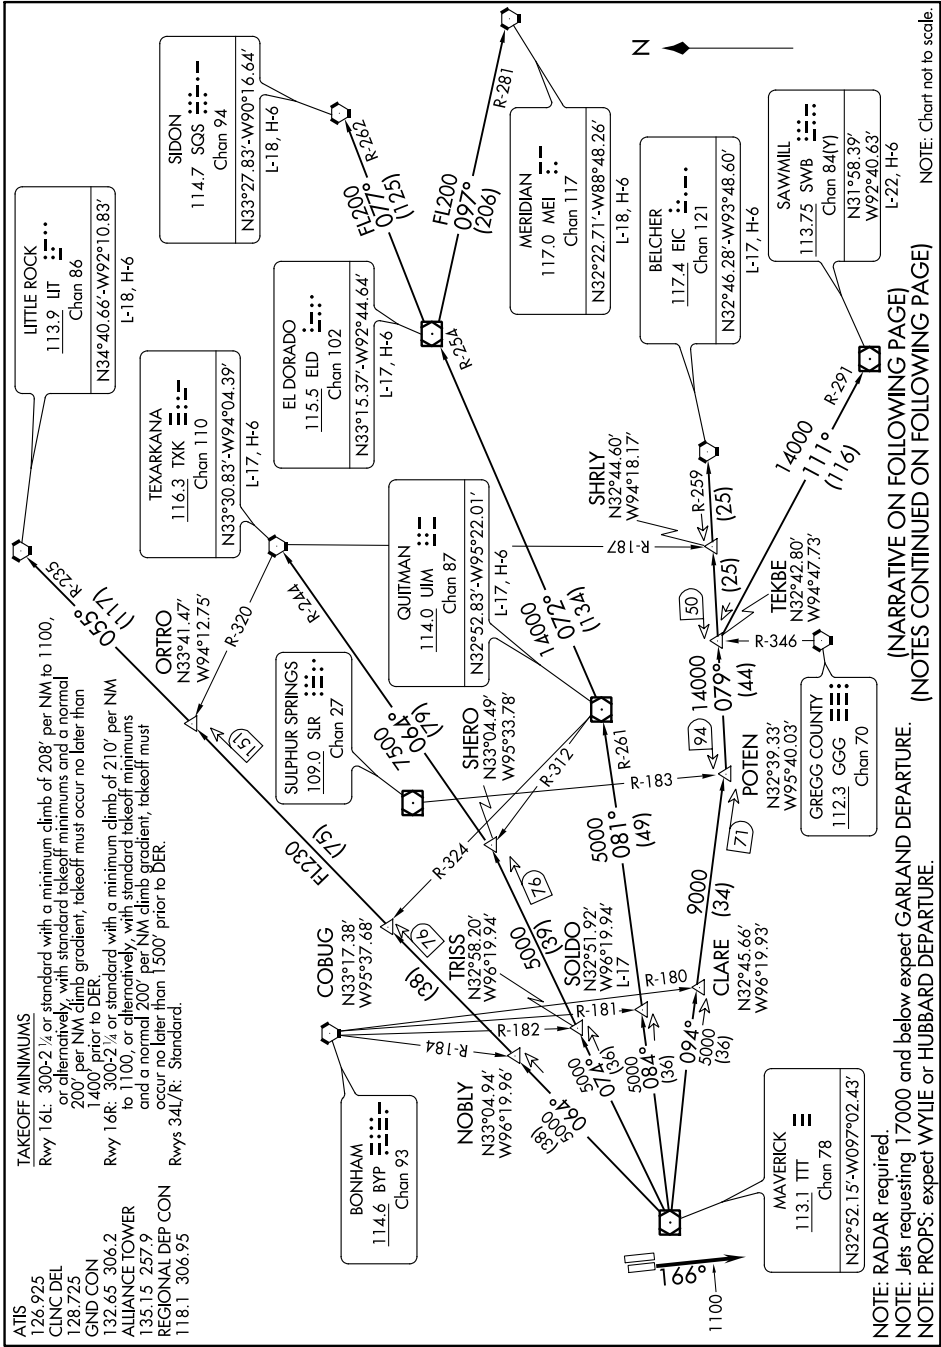 ATIS
126.925
CLNC DEL
128.725
GND CON
132.65 306.2
ALLIANCE TOWER
135.15 257.9
REGIONAL DEP CON
118.1 306.95
TAKEOFF MINIMUMS
Rwy 16L: 300-2¼ or standard with a minimum climb of 208' per NM to 1100,
or alternatively, with standard takeoff minimums and a normal
200' per NM climb gradient, takeoff must occur no later than
1400' prior to DER.
Rwy 16R: 300-2¼ or standard with a minimum climb of 210' per NM
to 1100, or alternatively, with standard takeoff minimums
and a normal 200' per NM climb gradient, takeoff must
occur no later than 1500' prior to DER.
Rwys 34L/R: Standard.
LITTLE ROCK
113.9 LIT
Chan 86
N34°40.66'-W92°10.83'
L-18, H-6
SIDON
114.7 SQS
Chan 94
N33°27.83'-W90°16.64'
L-18, H-6
TEXARKANA
116.3 TXK
Chan 110
N33°30.83'-W94°04.39'
L-17, H-6
EL DORADO
115.5 ELD
Chan 102
N33°15.37'-W92°44.64'
L-17, H-6
MERIDIAN
117.0 MEI
Chan 117
N32°22.71'-W88°48.26'
L-18, H-6
BELCHER
117.4 EIC
Chan 121
N32°46.28'-W93°48.60'
L-17, H-6
SAWMILL
113.75 SWB
Chan 84(Y)
N31°58.39'
W92°40.63'
L-22, H-6
QUITMAN
114.0 UIM
Chan 87
N32°52.83'-W95°22.01'
L-17, H-6
SULPHUR SPRINGS
109.0 SLR
Chan 27
GREGG COUNTY
112.3 GGG
Chan 70
BONHAM
114.6 BYP
Chan 93
MAVERICK
113.1 TTT
Chan 78
N32°52.15'-W097°02.43'
ORTRO
N33°41.47'
W94°12.75'
COBUG
N33°17.38'
W95°37.68'
NOBLY
N33°04.94'
W96°19.96'
TRISS
N32°58.20'
W96°19.94'
SHERO
N33°04.49'
W95°33.78'
SOLDO
N32°51.92'
W96°19.94'
L-17
CLARE
N32°45.66'
W96°19.93'
POTEN
N32°39.33'
W95°40.03'
TEKBE
N32°42.80'
W94°47.73'
SHRLY
N32°44.60'
W94°18.17'
5000
064°
(38)
(38)
76
FL230
(75)
151
055°
(117)
R-235
R-320
R-324
R-312
R-184
R-182
R-181
R-180
5000
074°
(36)
5000
(39)
76
7500
064°
(79)
R-244
5000
084°
(36)
5000
081°
(49)
R-261
14000
072°
(134)
R-254
FL200
077°
(125)
R-262
FL200
097°
(206)
R-281
094°
5000
(36)
9000
(34)
71
R-183
94
14000
079°
(44)
R-346
50
(25)
R-187
R-259
(25)
14000
111°
(116)
R-291
N
166°
1100
NOTE: RADAR required.
NOTE: Jets requesting 17000 and below expect GARLAND DEPARTURE.
NOTE: PROPS: expect WYLIE or HUBBARD DEPARTURE.
(NARRATIVE ON FOLLOWING PAGE)
(NOTES CONTINUED ON FOLLOWING PAGE)
NOTE: Chart not to scale.